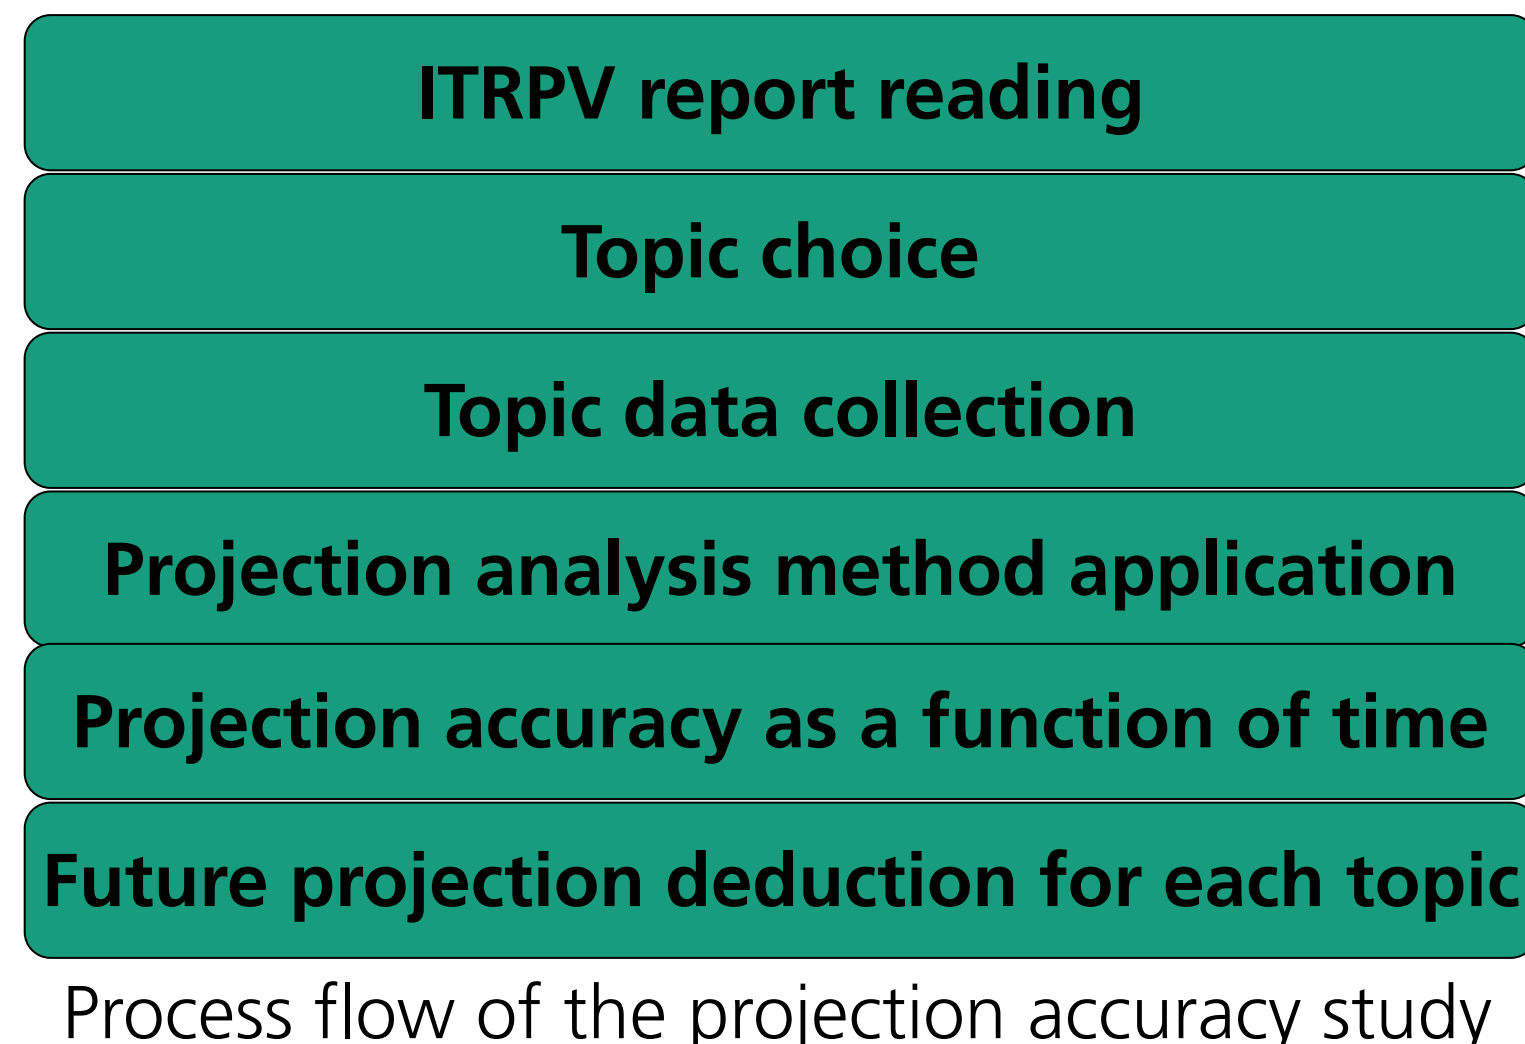 ITRPV report reading
Topic choice
Topic data collection
Projection analysis method application
Projection accuracy as a function of time
Future projection deduction for each topic
Process flow of the projection accuracy study